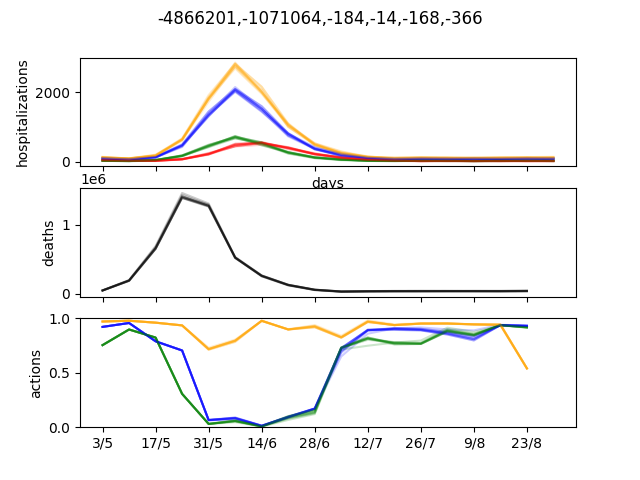 -4866201,-1071064,-184,-14,-168,-366
hospitalizations
2000
0
days
1e6
deaths
1
0
actions
1.0
0.5
0.0
3/5 17/5 31/5 14/6 28/6 12/7 26/7 9/8 23/8